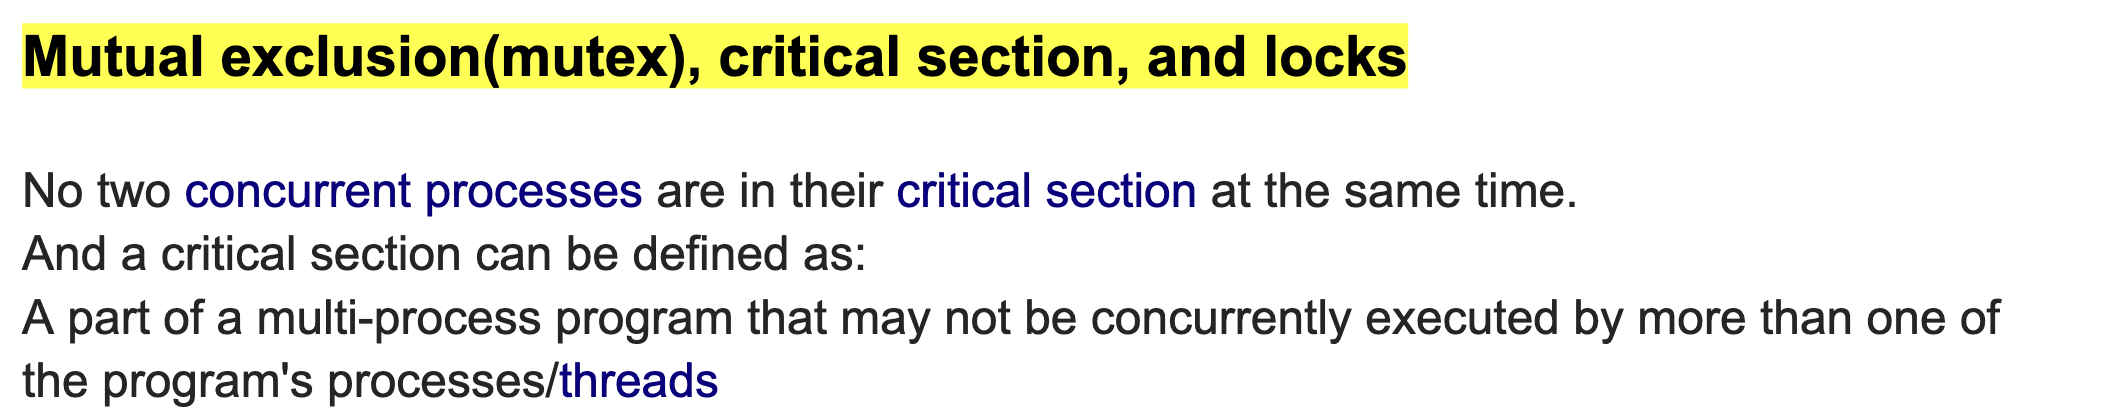 Mutual exclusion(mutex), critical section, and locks
No two concurrent processes are in their critical section at the same time.
And a critical section can be defined as:
A part of a multi-process program that may not be concurrently executed by more than one of
the program's processes/threads